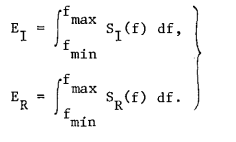 E_I = ∫_{f_min}^{f_max} S_I(f) df,
E_R = ∫_{f_min}^{f_max} S_R(f) df.